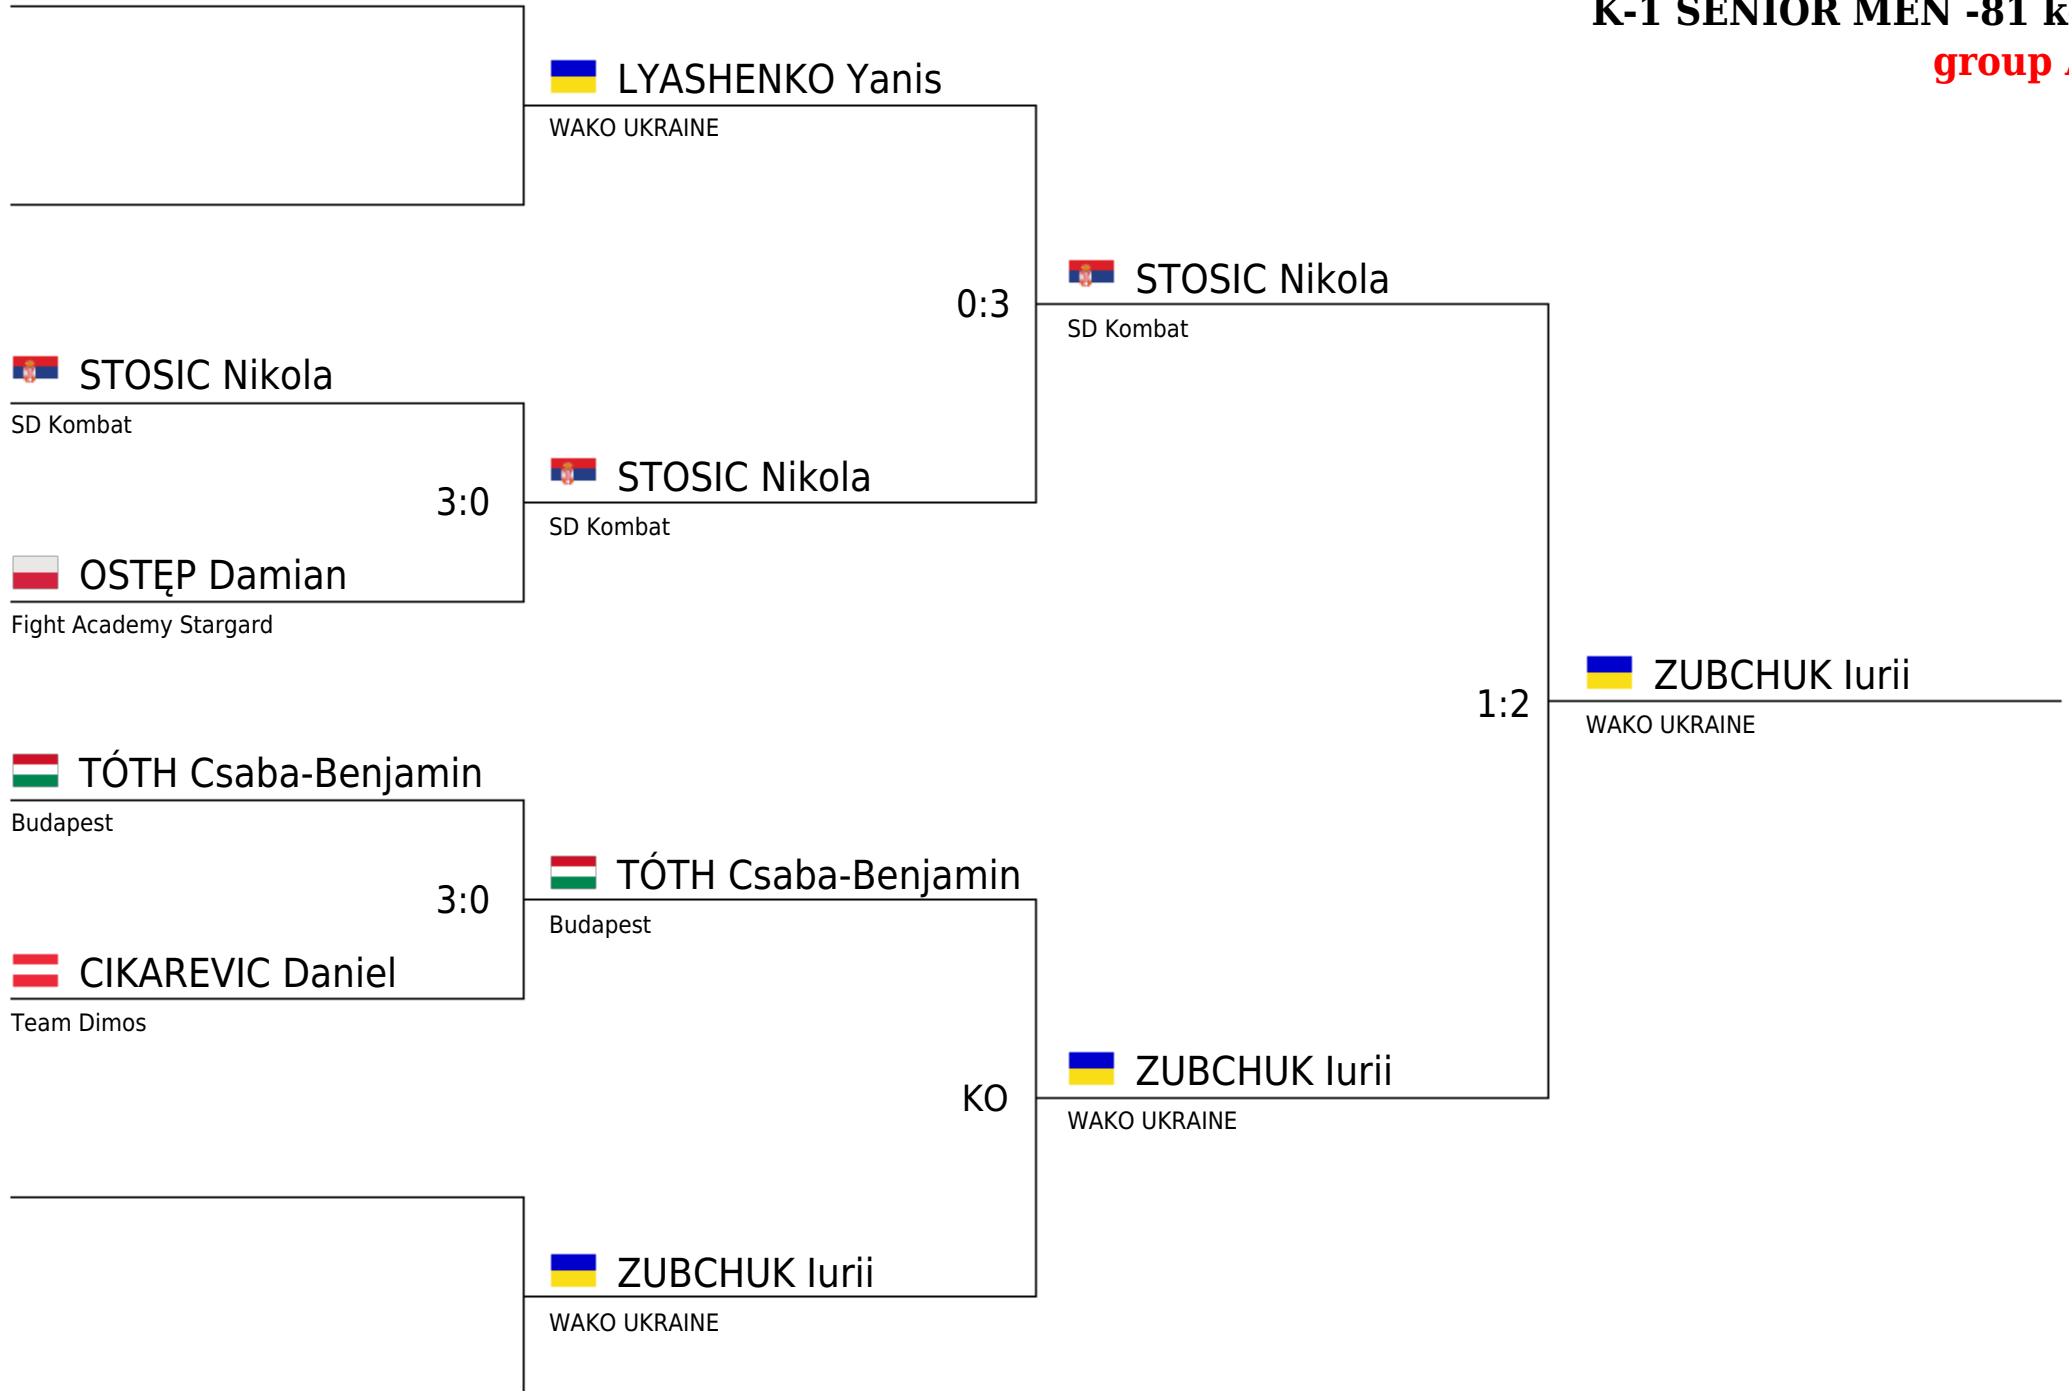 K-1 SENIOR MEN -81 k
group
LYASHENKO Yanis
WAKO UKRAINE
STOSIC Nikola
0:3
SD Kombat
STOSIC Nikola
SD Kombat
STOSIC Nikola
3:0
SD Kombat
OSTĘP Damian
Fight Academy Stargard
ZUBCHUK Iurii
1:2
WAKO UKRAINE
TÓTH Csaba-Benjamin
Budapest
TÓTH Csaba-Benjamin
3:0
Budapest
CIKAREVIC Daniel
Team Dimos
ZUBCHUK Iurii
KO
WAKO UKRAINE
ZUBCHUK Iurii
WAKO UKRAINE